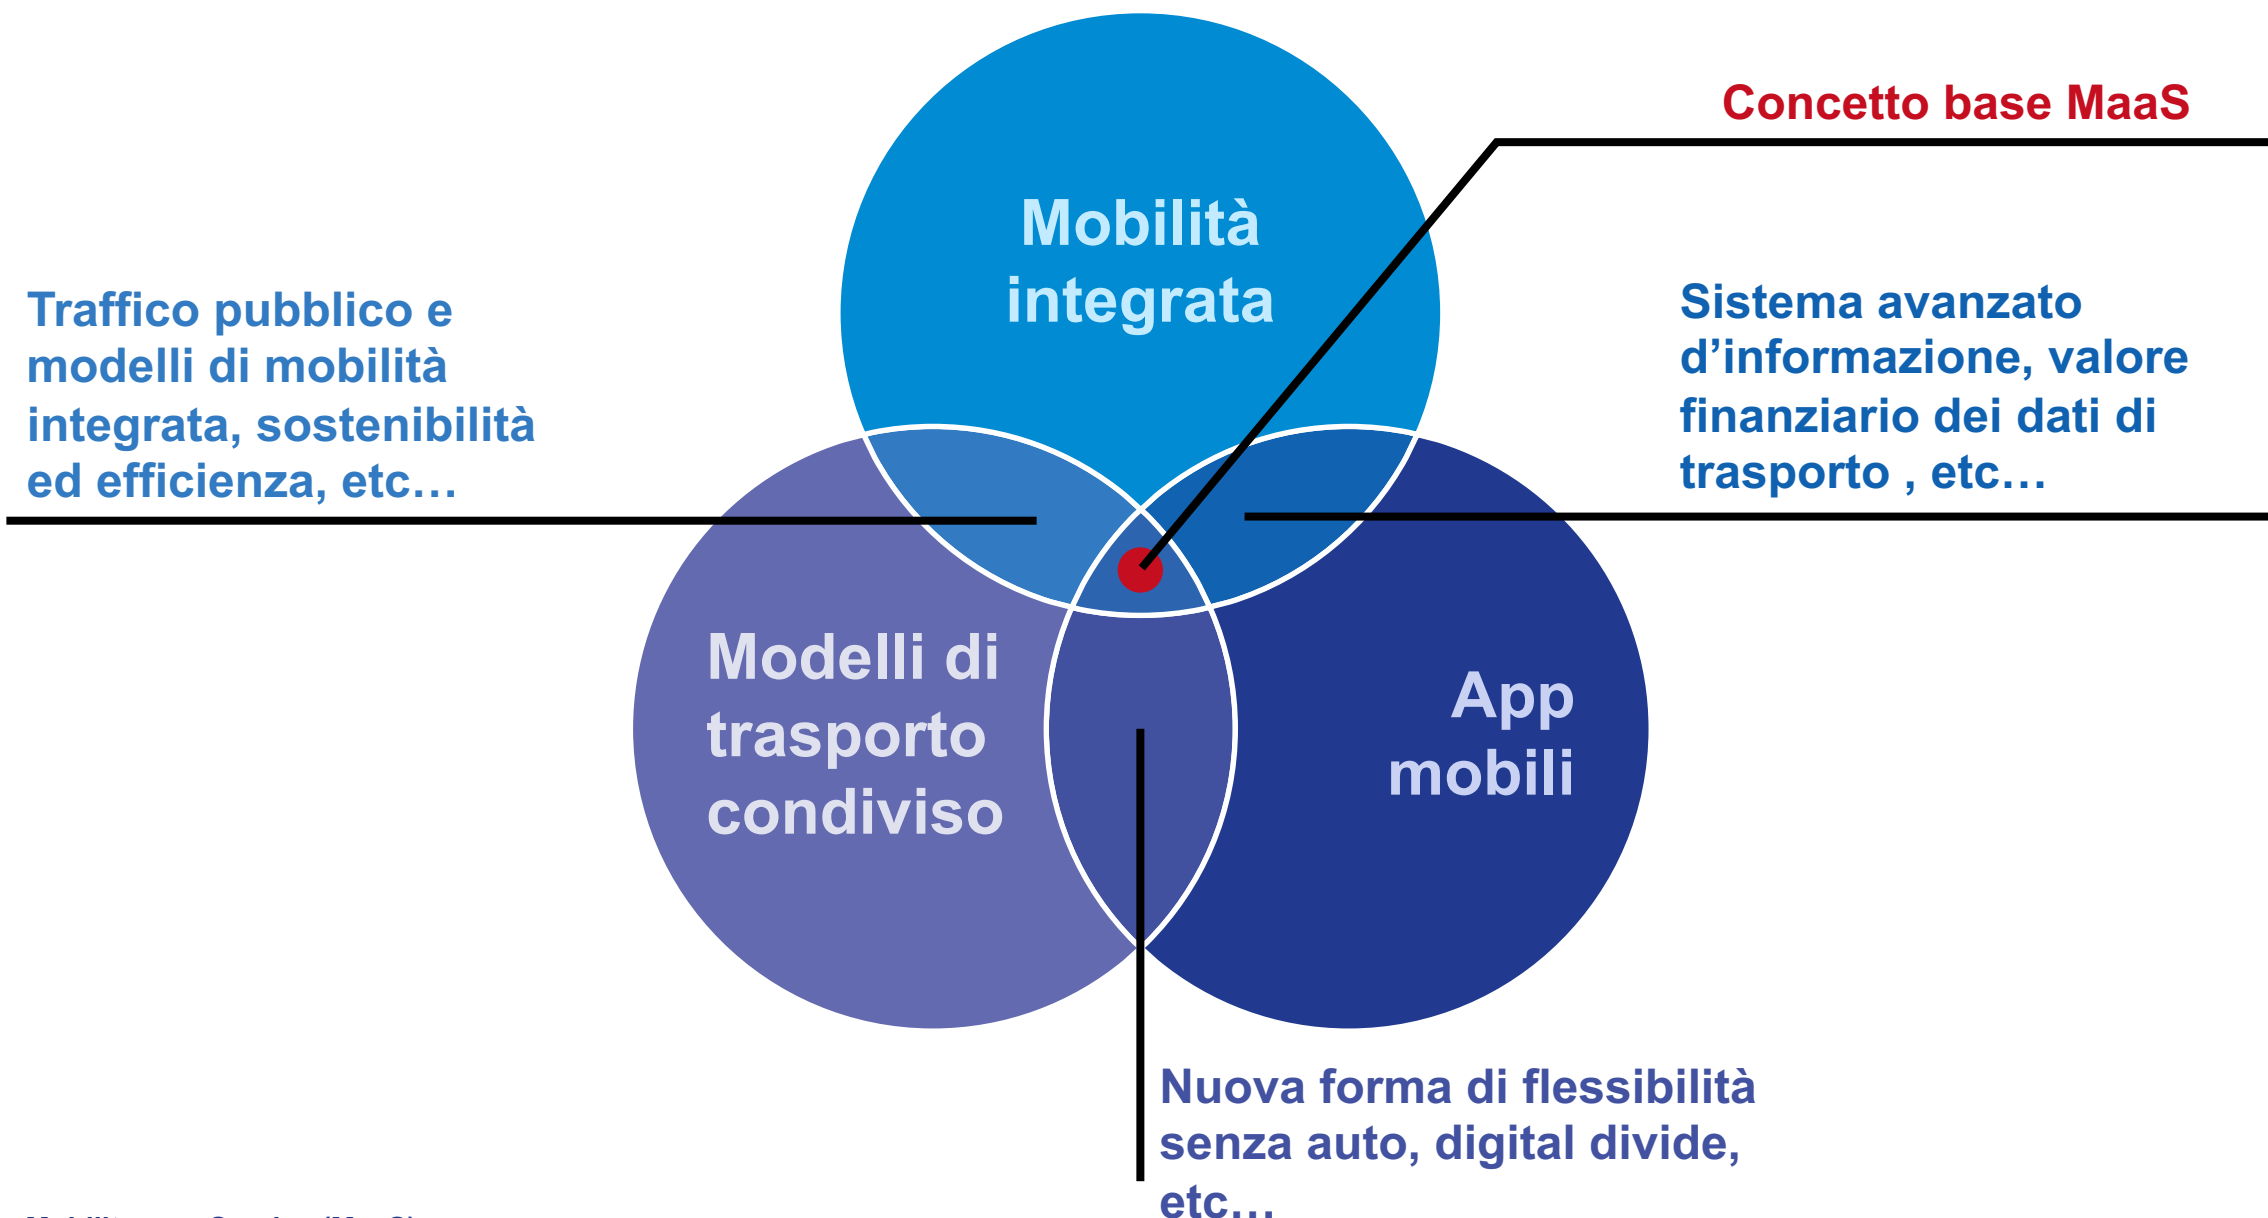 Concetto base MaaS
Mobilità
integrata
Traffico pubblico e
modelli di mobilità
integrata, sostenibilità
ed efficienza, etc…
Sistema avanzato
d’informazione, valore
finanziario dei dati di
trasporto , etc…
Modelli di
trasporto
condiviso
App
mobili
Nuova forma di flessibilità
senza auto, digital divide,
etc…